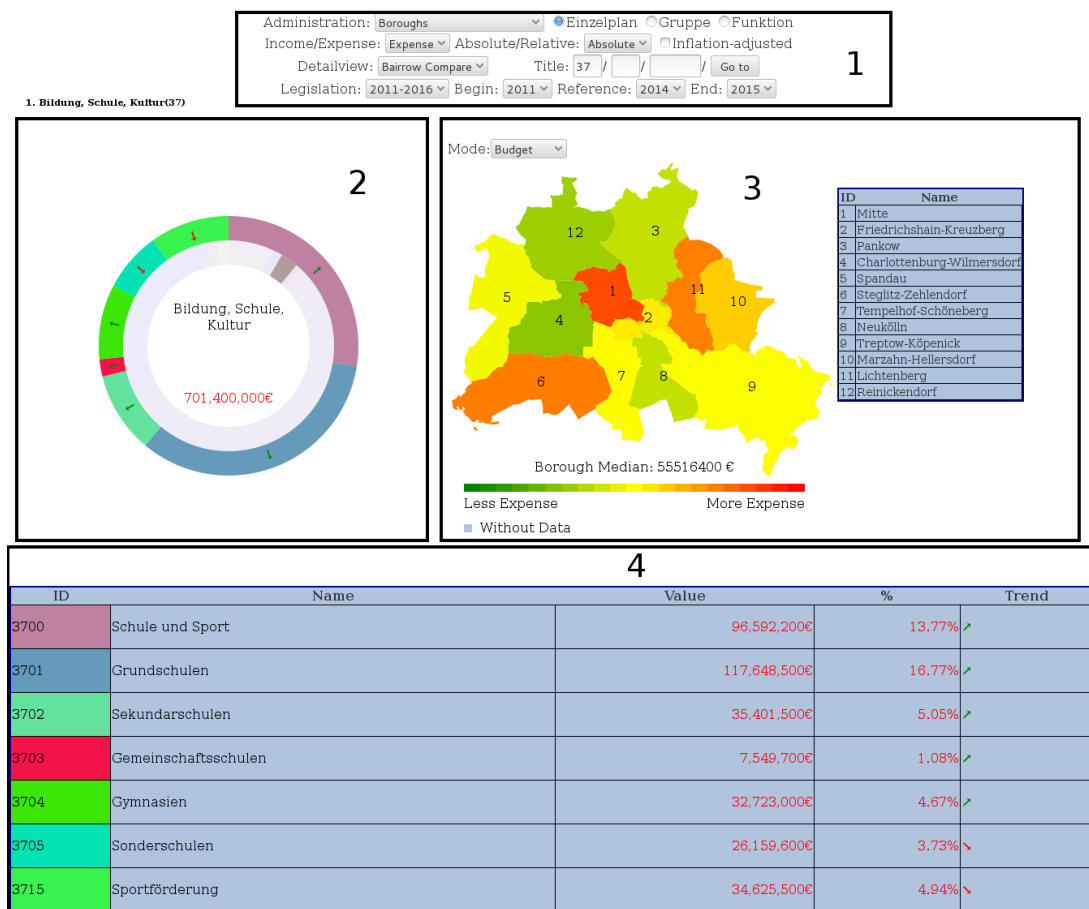 Administration: Boroughs Einzelplan Gruppe Funktion
Income/Expense: Expense Absolute/Relative: Absolute Inflation-adjusted
Detailview: Bairrow Compare Title: 37 / / / Go to
Legislation: 2011-2016 Begin: 2011 Reference: 2014 End: 2015
1
1. Bildung, Schule, Kultur(37)
2
Bildung, Schule,
Kultur
701,400,000€
Mode: Budget
3
12
3
11
10
1
5
2
4
6
7
8
9
Borough Median: 55516400 €
Less Expense More Expense
Without Data
ID Name
1 Mitte
2 Friedrichshain-Kreuzberg
3 Pankow
4 Charlottenburg-Wilmersdorf
5 Spandau
6 Steglitz-Zehlendorf
7 Tempelhof-Schöneberg
8 Neukölln
9 Treptow-Köpenick
10 Marzahn-Hellersdorf
11 Lichtenberg
12 Reinickendorf
4
ID Name Value % Trend
3700 Schule und Sport 96,592,200€ 13.77%
3701 Grundschulen 117,648,500€ 16.77%
3702 Sekundarschulen 35,401,500€ 5.05%
3703 Gemeinschaftsschulen 7,549,700€ 1.08%
3704 Gymnasien 32,723,000€ 4.67%
3705 Sonderschulen 26,159,600€ 3.73%
3715 Sportförderung 34,625,500€ 4.94%